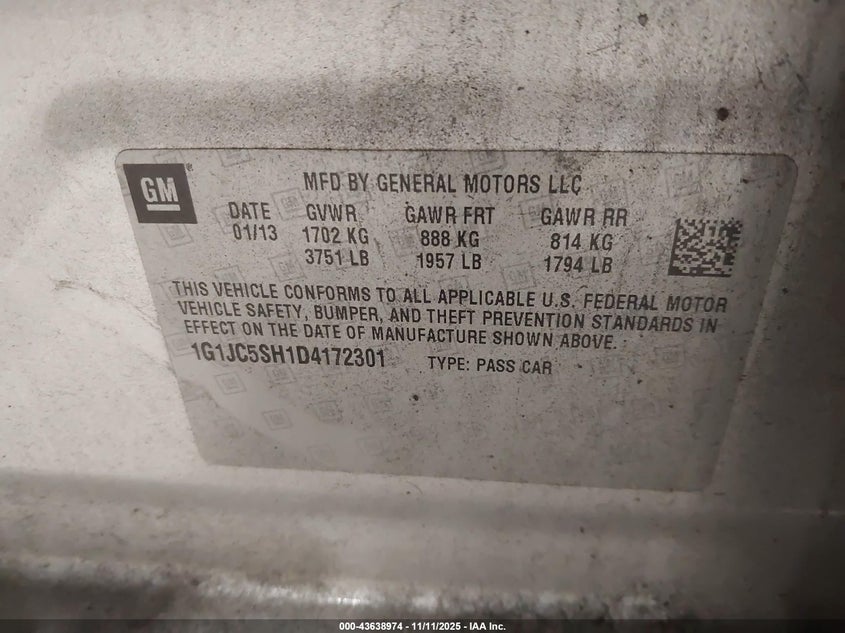 GM
MFD BY GENERAL MOTORS LLC
DATE GVWR GAWR FRT GAWR RR
01/13 1702 KG 888 KG 814 KG
3751 LB 1957 LB 1794 LB
THIS VEHICLE CONFORMS TO ALL APPLICABLE U.S. FEDERAL MOTOR
VEHICLE SAFETY, BUMPER, AND THEFT PREVENTION STANDARDS IN
EFFECT ON THE DATE OF MANUFACTURE SHOWN ABOVE.
1G1JC5SH1D4172301 TYPE: PASS CAR
000-43638974 - 11/11/2025 - IAA Inc.